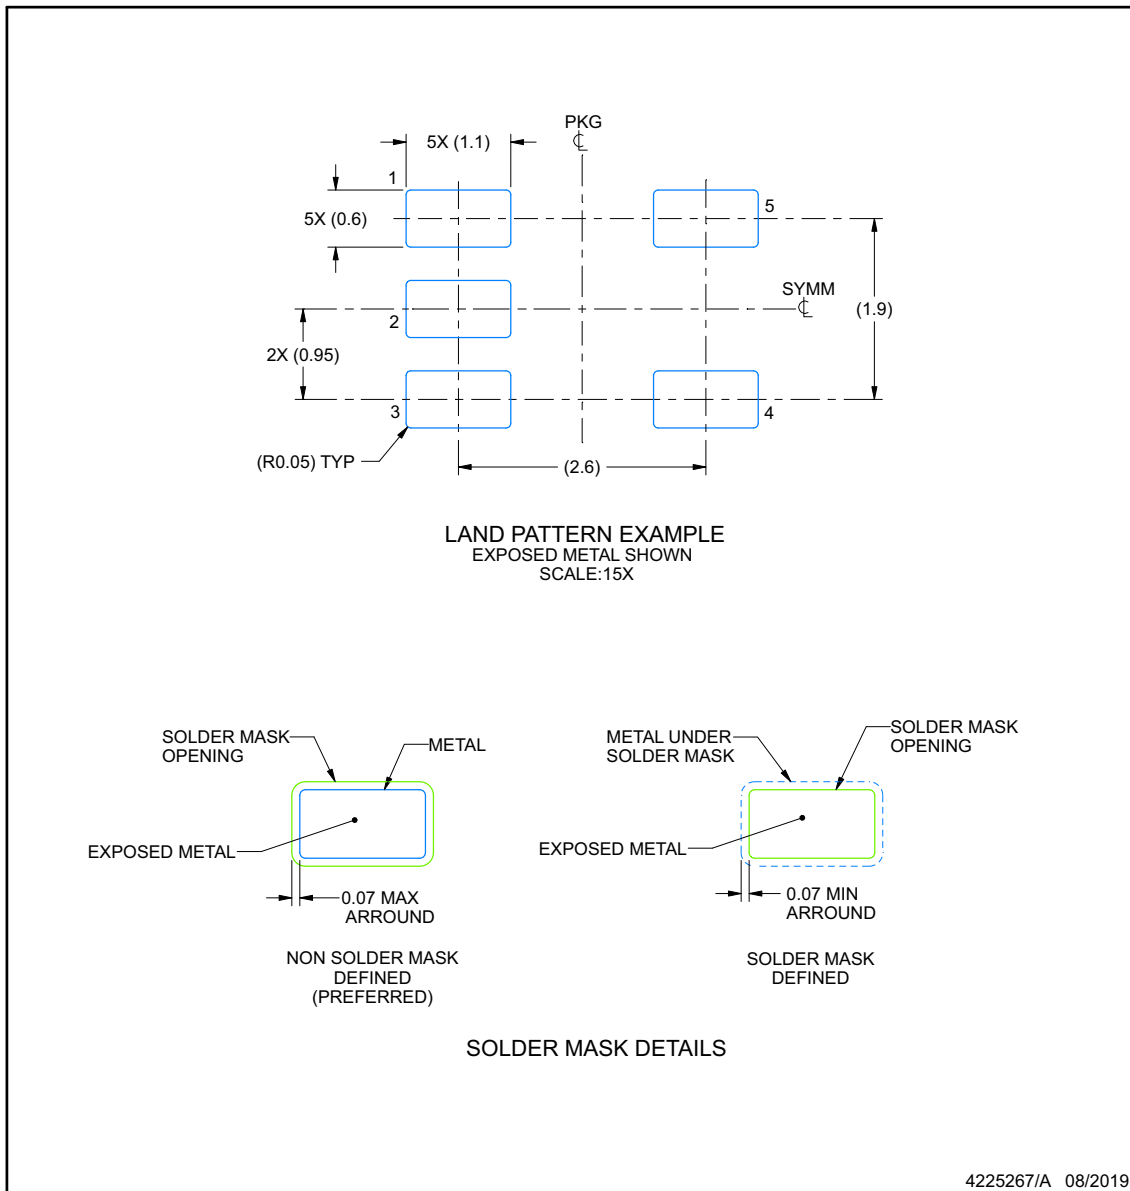 PKG
℄
5X (1.1)
1
5
5X (0.6)
SYMM
℄
(1.9)
2
2X (0.95)
3
4
(R0.05) TYP
(2.6)
LAND PATTERN EXAMPLE
EXPOSED METAL SHOWN
SCALE:15X
SOLDER MASK
OPENING
METAL
EXPOSED METAL
0.07 MAX
ARROUND
NON SOLDER MASK
DEFINED
(PREFERRED)
METAL UNDER
SOLDER MASK
SOLDER MASK
OPENING
EXPOSED METAL
0.07 MIN
ARROUND
SOLDER MASK
DEFINED
SOLDER MASK DETAILS
4225267/A 08/2019